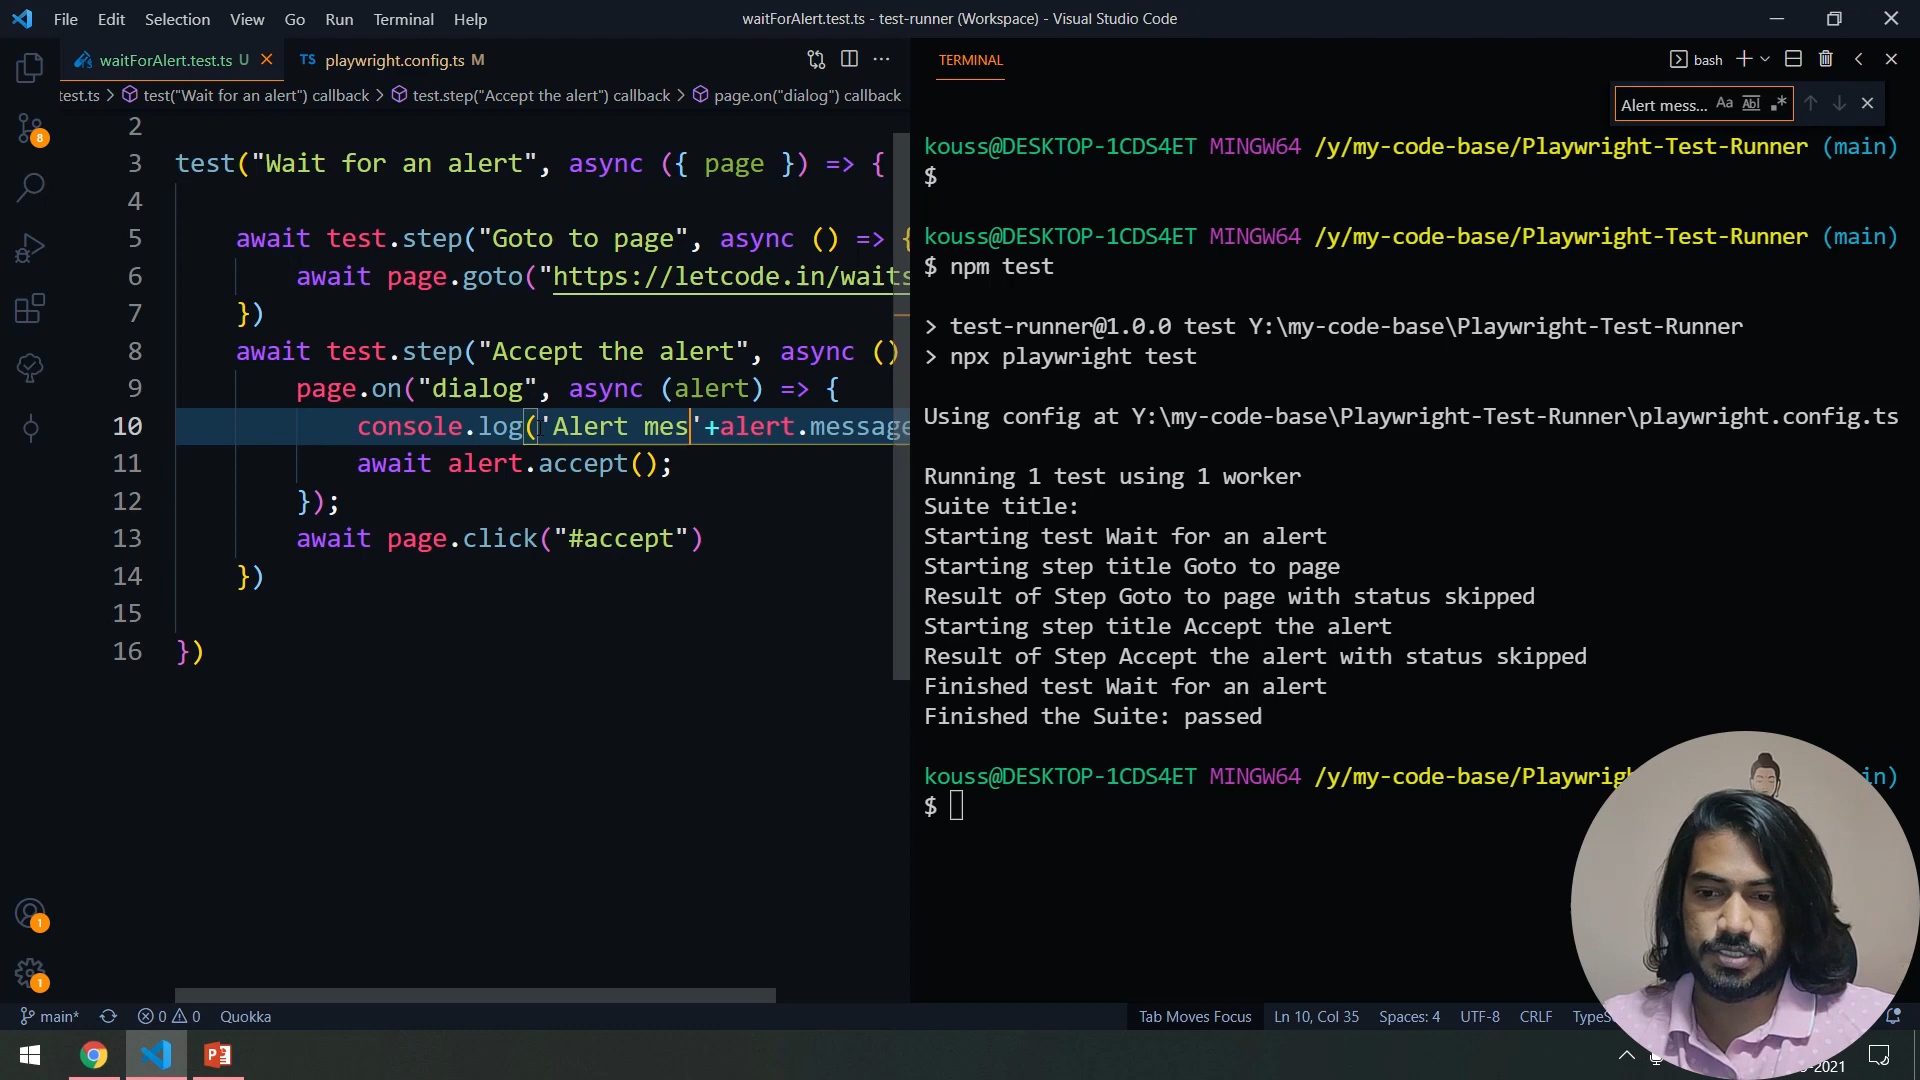 File Edit Selection View Go Run Terminal Help
waitForAlert.test.ts - test-runner (Workspace) - Visual Studio Code
waitForAlert.test.ts U
TS playwright.config.ts M
test.ts > test("Wait for an alert") callback > test.step("Accept the alert") callback > page.on("dialog") callback
2
3 test("Wait for an alert", async ({ page }) => {
4
5 await test.step("Goto to page", async () => {
6 await page.goto("https://letcode.in/waits
7 })
8 await test.step("Accept the alert", async ()
9 page.on("dialog", async (alert) => {
10 console.log('Alert mes'+alert.message
11 await alert.accept();
12 });
13 await page.click("#accept")
14 })
15
16 })
TERMINAL
bash
Alert mess... Aa Abl
kouss@DESKTOP-1CDS4ET MINGW64 /y/my-code-base/Playwright-Test-Runner (main)
$
kouss@DESKTOP-1CDS4ET MINGW64 /y/my-code-base/Playwright-Test-Runner (main)
$ npm test
> test-runner@1.0.0 test Y:\my-code-base\Playwright-Test-Runner
> npx playwright test
Using config at Y:\my-code-base\Playwright-Test-Runner\playwright.config.ts
Running 1 test using 1 worker
Suite title:
Starting test Wait for an alert
Starting step title Goto to page
Result of Step Goto to page with status skipped
Starting step title Accept the alert
Result of Step Accept the alert with status skipped
Finished test Wait for an alert
Finished the Suite: passed
kouss@DESKTOP-1CDS4ET MINGW64 /y/my-code-base/Playwrig in)
$
8
1
1
main* 0 0 Quokka
Tab Moves Focus Ln 10, Col 35 Spaces: 4 UTF-8 CRLF TypeSc
-2021